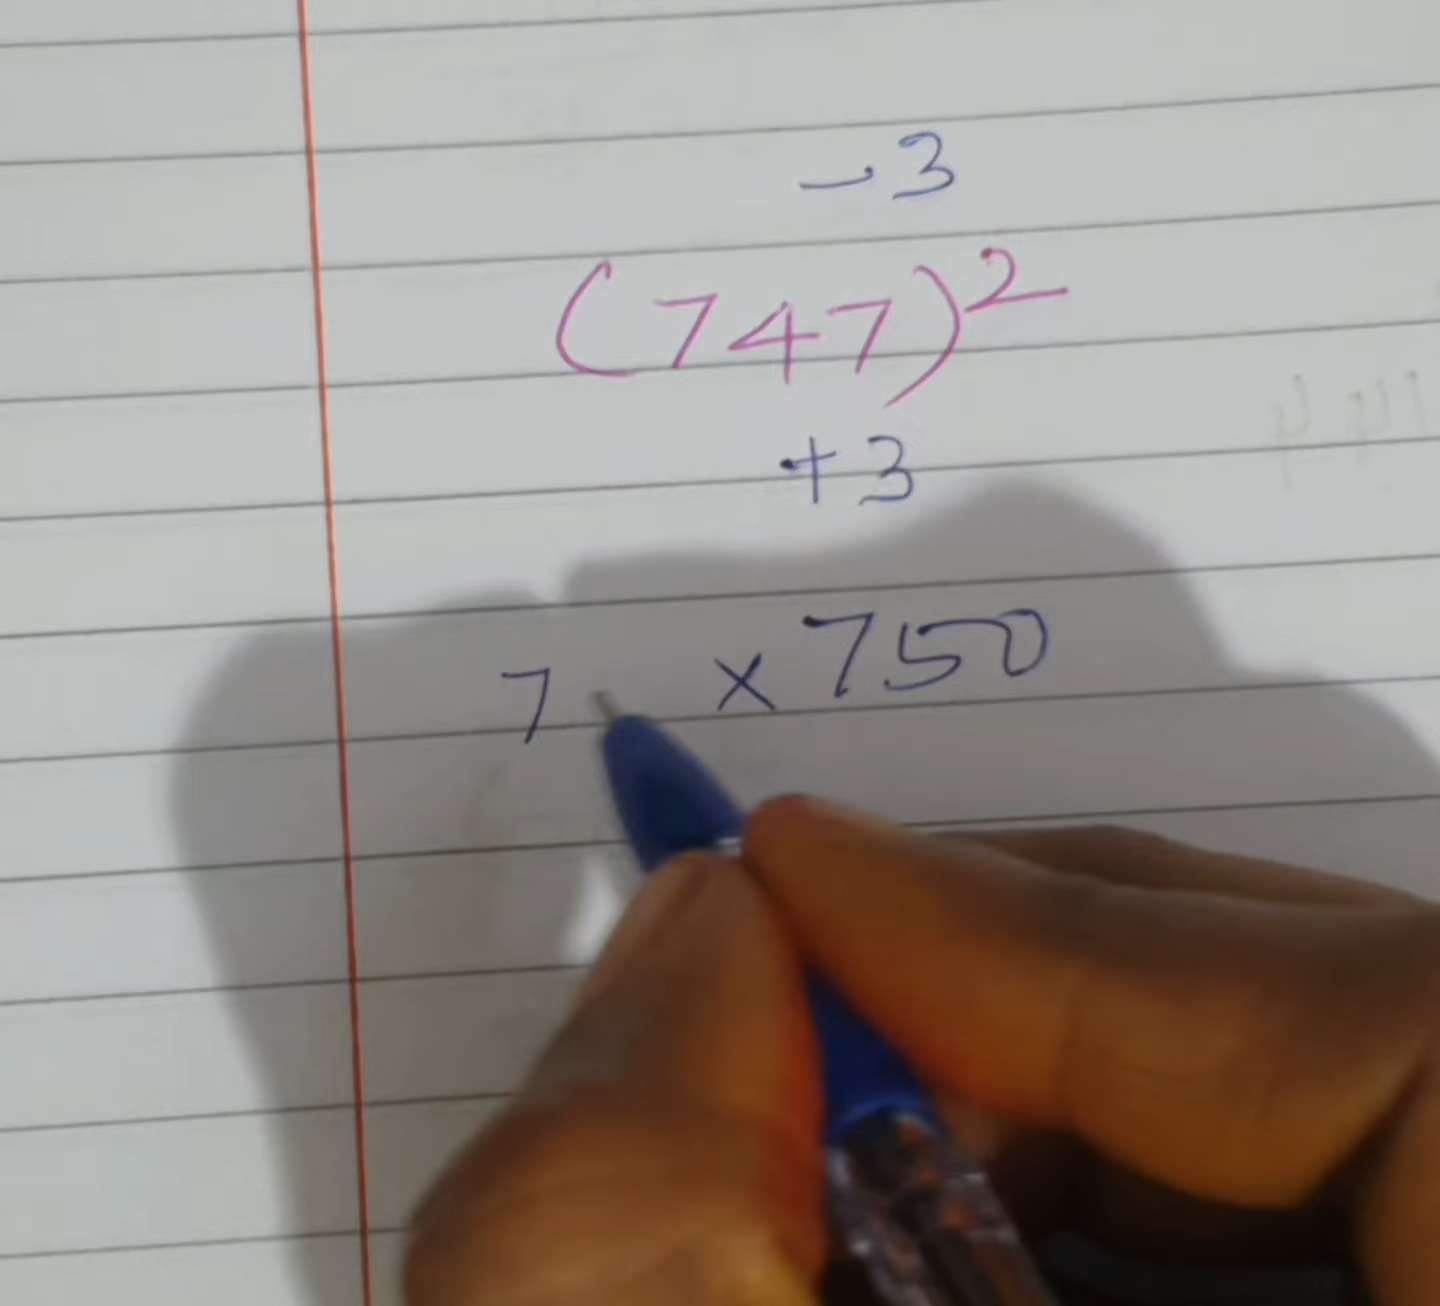 - 3
(747)²
+ 3
7 × 750